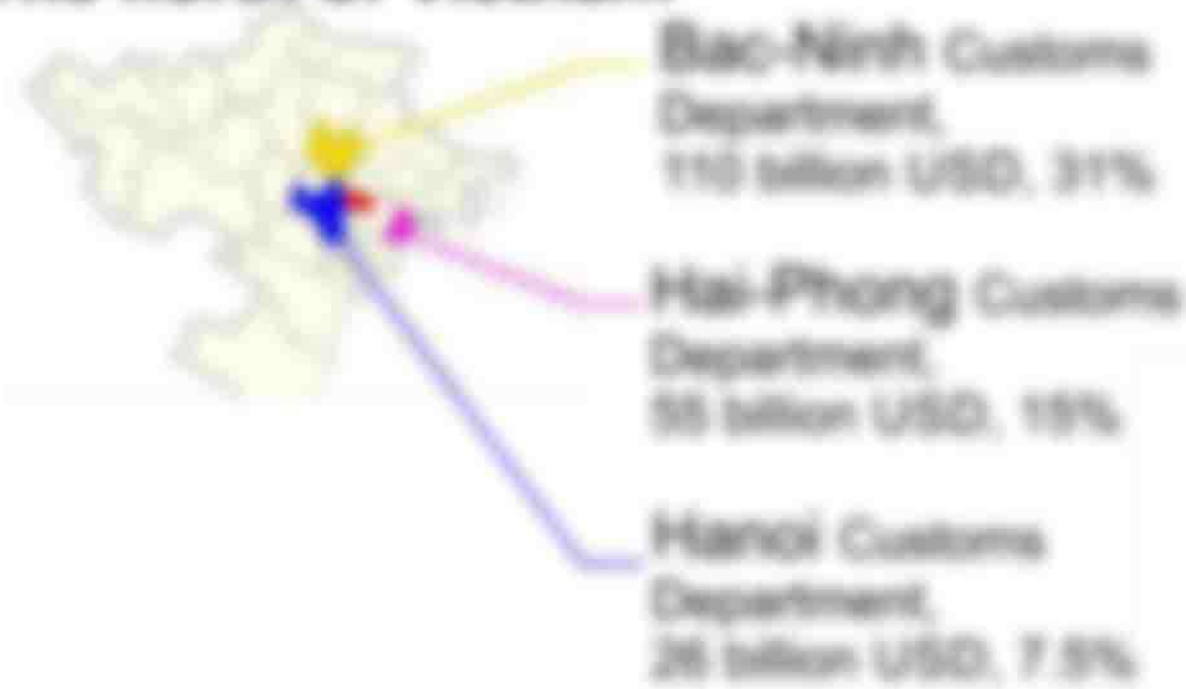 Bac-Ninh Customs
Department,
110 billion USD, 31%
Hai-Phong Customs
Department,
55 billion USD, 15%
Hanoi Customs
Department,
26 billion USD, 7.5%